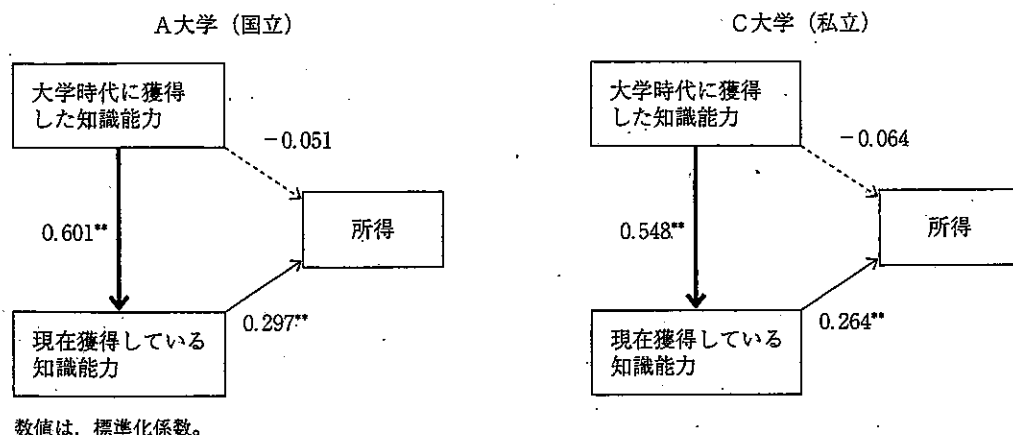 A大学（国立）
大学時代に獲得
した知識能力
−0.051
0.601**
所得
0.297**
現在獲得している
知識能力
C大学（私立）
大学時代に獲得
した知識能力
−0.064
0.548**
所得
0.264**
現在獲得している
知識能力
数値は、標準化係数。